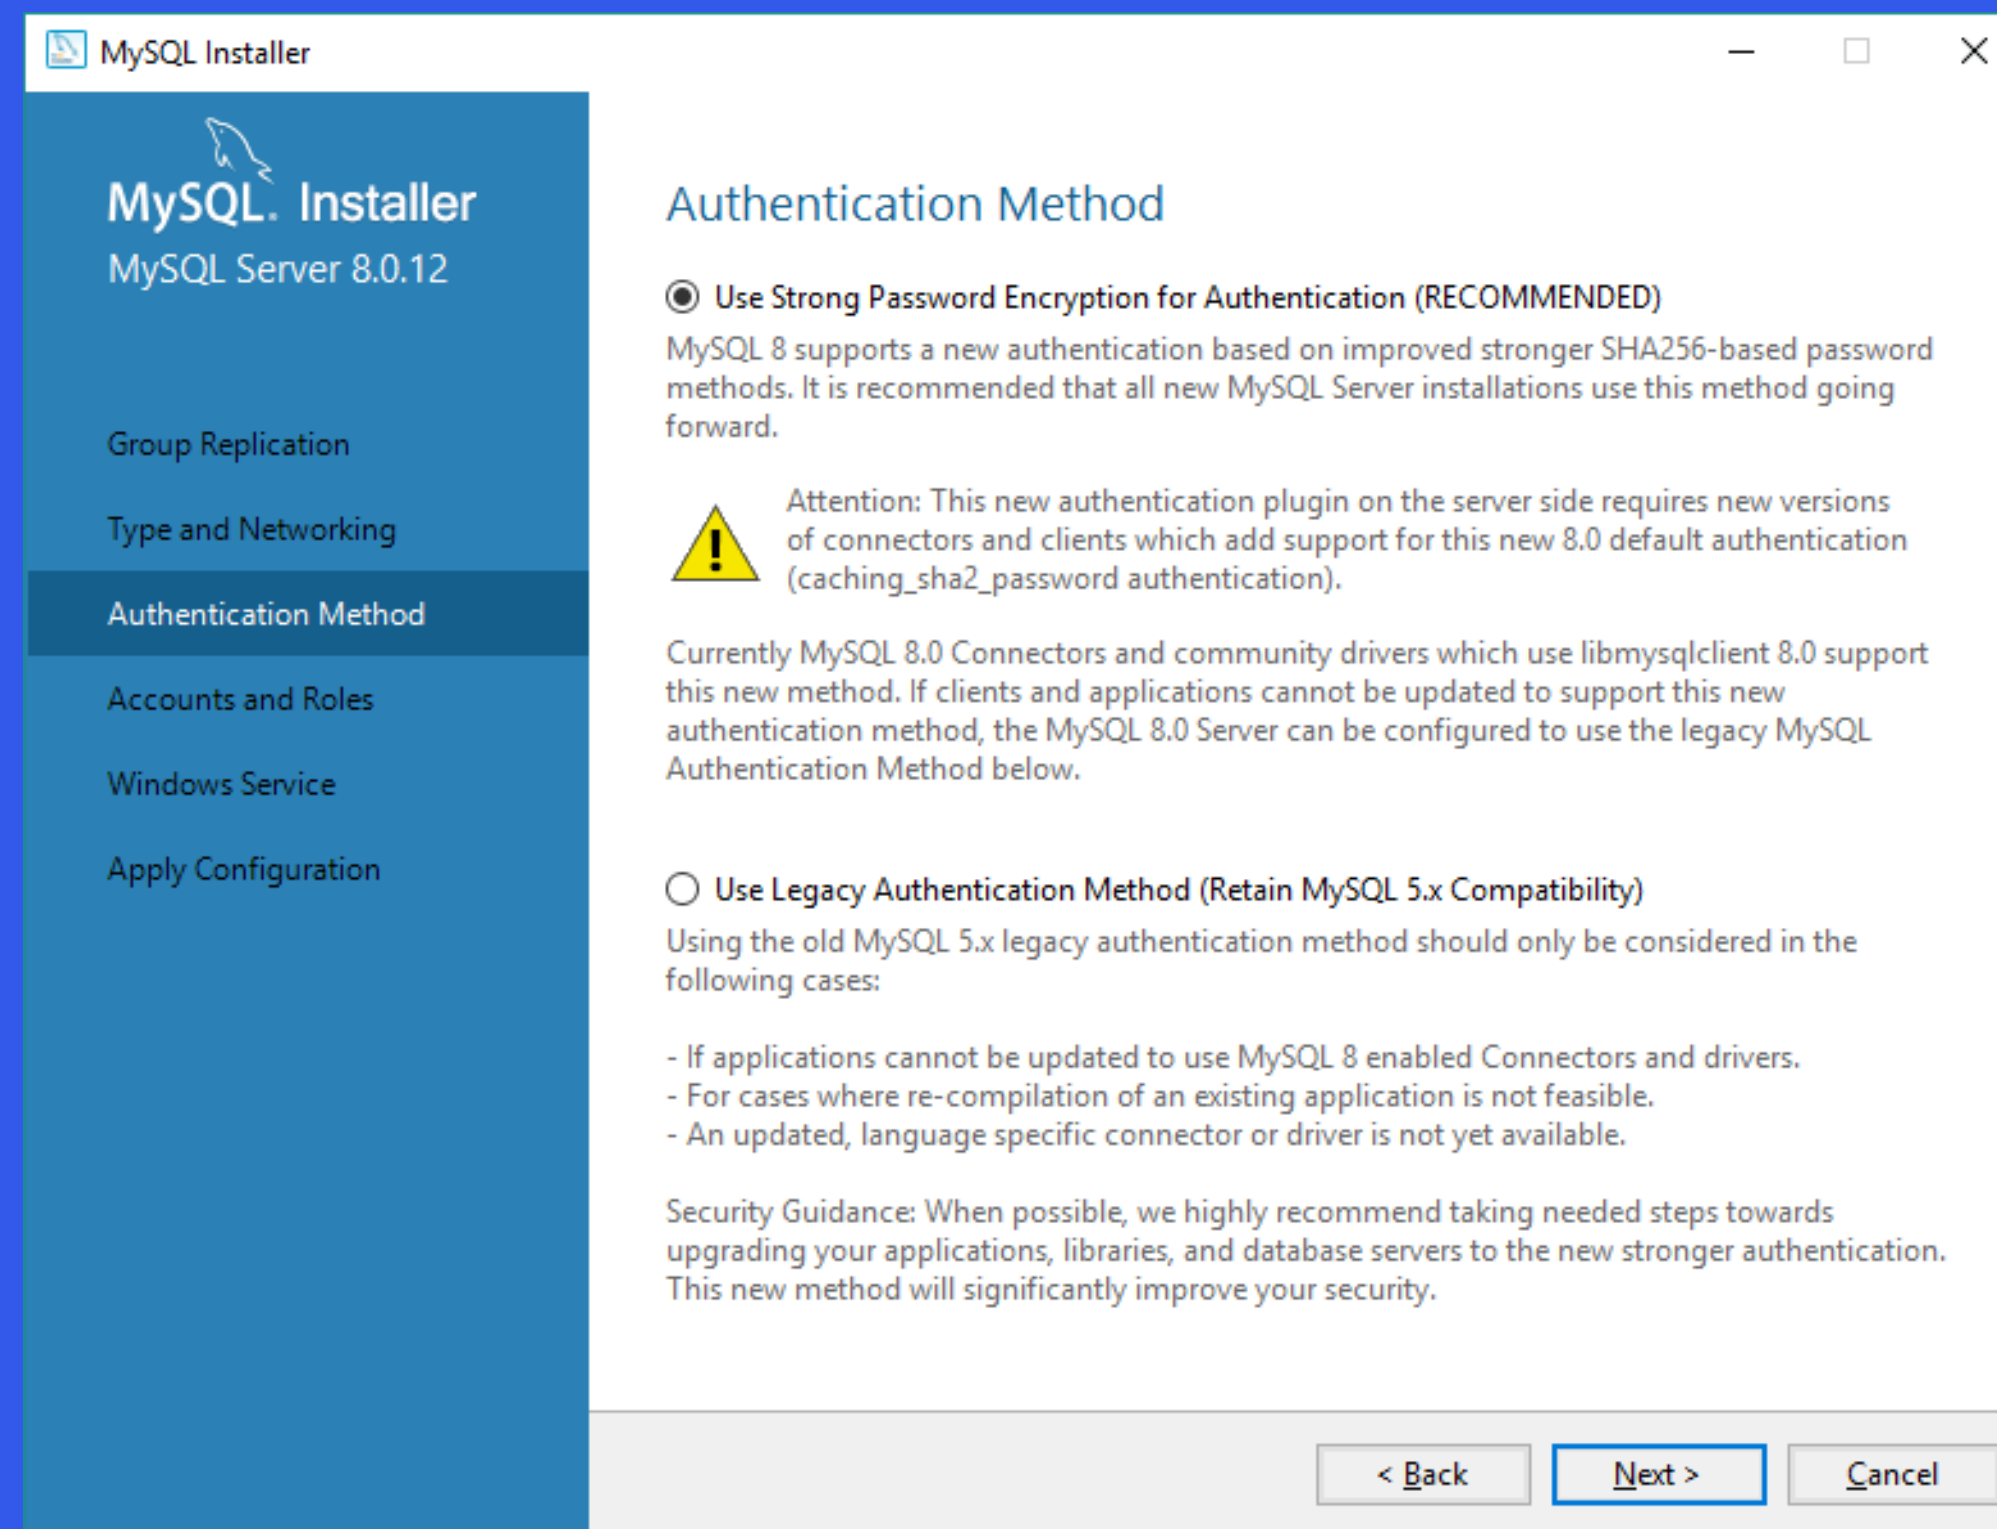 MySQL Installer
MySQL. Installer
MySQL Server 8.0.12
Group Replication
Type and Networking
Authentication Method
Accounts and Roles
Windows Service
Apply Configuration
Authentication Method
Use Strong Password Encryption for Authentication (RECOMMENDED)
MySQL 8 supports a new authentication based on improved stronger SHA256-based password
methods. It is recommended that all new MySQL Server installations use this method going
forward.
Attention: This new authentication plugin on the server side requires new versions
of connectors and clients which add support for this new 8.0 default authentication
(caching_sha2_password authentication).
Currently MySQL 8.0 Connectors and community drivers which use libmysqlclient 8.0 support
this new method. If clients and applications cannot be updated to support this new
authentication method, the MySQL 8.0 Server can be configured to use the legacy MySQL
Authentication Method below.
Use Legacy Authentication Method (Retain MySQL 5.x Compatibility)
Using the old MySQL 5.x legacy authentication method should only be considered in the
following cases:
- If applications cannot be updated to use MySQL 8 enabled Connectors and drivers.
- For cases where re-compilation of an existing application is not feasible.
- An updated, language specific connector or driver is not yet available.
Security Guidance: When possible, we highly recommend taking needed steps towards
upgrading your applications, libraries, and database servers to the new stronger authentication.
This new method will significantly improve your security.
< Back
Next >
Cancel